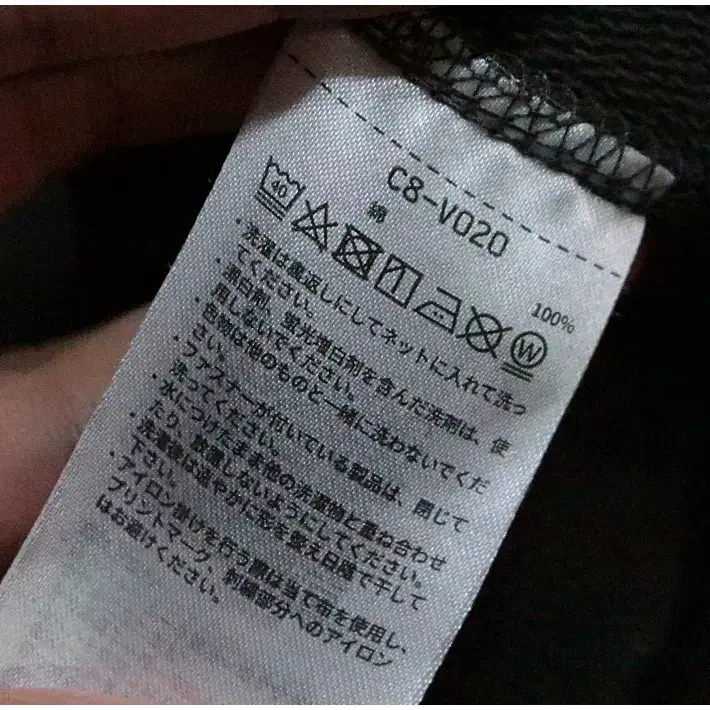 C8-V020
綿 100%
40
W
・洗濯は裏返しにしてネットに入れて洗っ
てください。
・漂白剤、蛍光増白剤を含んだ洗剤は、使
用しないでください。
・色物は他のものと一緒に洗わないでくだ
さい。
・ファスナーが付いている製品は、閉じて
洗ってください。
・水につけたまま他の洗濯物と重ね合わせ
たり、放置しないようにしてください。
・洗濯後は速やかに形を整え日陰で干して
下さい。
・アイロン掛けを行う際は当て布を使用し、
プリントマーク、刺繍部分へのアイロン
はお避けください。